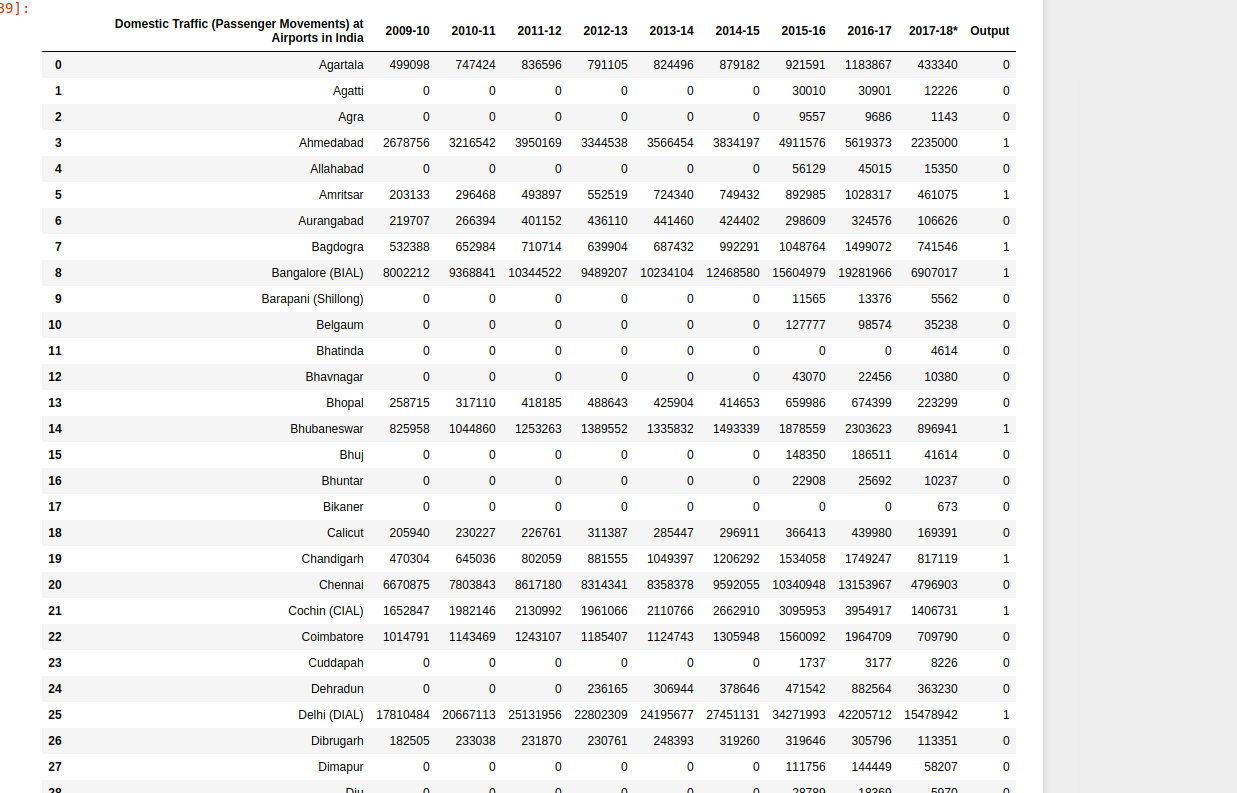 39]:
Domestic Traffic (Passenger Movements) at
Airports in India 2009-10 2010-11 2011-12 2012-13 2013-14 2014-15 2015-16 2016-17 2017-18* Output
0 Agartala 499098 747424 836596 791105 824496 879182 921591 1183867 433340 0
1 Agatti 0 0 0 0 0 0 30010 30901 12226 0
2 Agra 0 0 0 0 0 0 9557 9686 1143 0
3 Ahmedabad 2678756 3216542 3950169 3344538 3566454 3834197 4911576 5619373 2235000 1
4 Allahabad 0 0 0 0 0 0 56129 45015 15350 0
5 Amritsar 203133 296468 493897 552519 724340 749432 892985 1028317 461075 1
6 Aurangabad 219707 266394 401152 436110 441460 424402 298609 324576 106626 0
7 Bagdogra 532388 652984 710714 639904 687432 992291 1048764 1499072 741546 1
8 Bangalore (BIAL) 8002212 9368841 10344522 9489207 10234104 12468580 15604979 19281966 6907017 1
9 Barapani (Shillong) 0 0 0 0 0 0 11565 13376 5562 0
10 Belgaum 0 0 0 0 0 0 127777 98574 35238 0
11 Bhatinda 0 0 0 0 0 0 0 0 4614 0
12 Bhavnagar 0 0 0 0 0 0 43070 22456 10380 0
13 Bhopal 258715 317110 418185 488643 425904 414653 659986 674399 223299 1
14 Bhubaneswar 825958 1044860 1253263 1389552 1335832 1493339 1878559 2303623 896941 1
15 Bhuj 0 0 0 0 0 0 148350 186511 41614 0
16 Bhuntar 0 0 0 0 0 0 22908 25692 10237 0
17 Bikaner 0 0 0 0 0 0 0 0 673 0
18 Calicut 205940 230227 226761 311387 285447 296911 366413 439980 169391 0
19 Chandigarh 470304 645036 802059 881555 1049397 1206292 1534058 1749247 817119 1
20 Chennai 6670875 7803843 8617180 8314341 8358378 9592055 10340948 13153967 4796903 0
21 Cochin (CIAL) 1652847 1982146 2130992 1961066 2110766 2662910 3095953 3954917 1406731 1
22 Coimbatore 1014791 1143469 1243107 1185407 1124743 1305948 1560092 1964709 709790 0
23 Cuddapah 0 0 0 0 0 0 1737 3177 8226 0
24 Dehradun 0 0 0 236165 306944 378646 471542 882564 363230 0
25 Delhi (DIAL) 17810484 20667113 25131956 22802309 24195677 27451131 34271993 42205712 15478942 1
26 Dibrugarh 182505 233038 231870 230761 248393 319260 319646 305796 113351 0
27 Dimapur 0 0 0 0 0 0 111756 144449 58207 0
28 Diu 0 0 0 0 0 0 28789 18369 5970 0